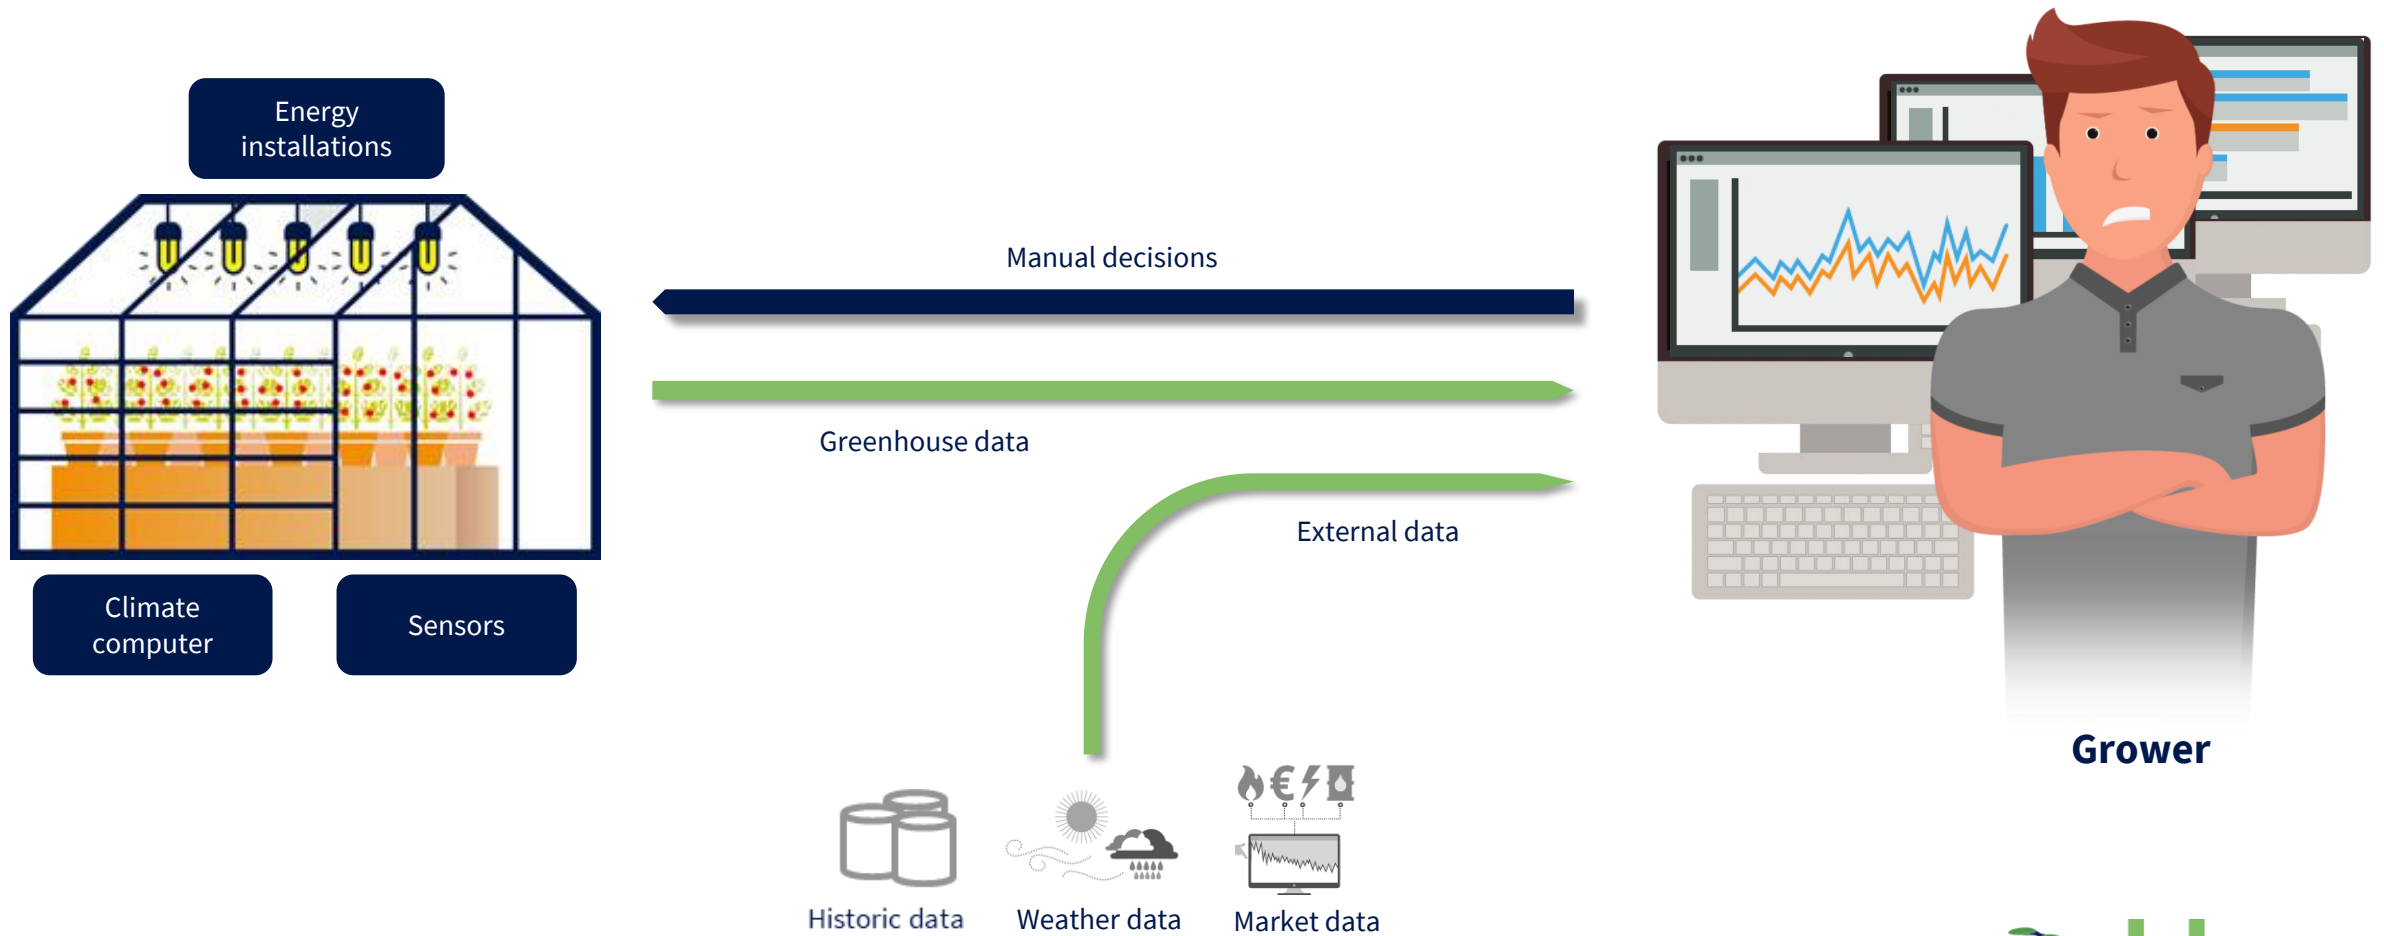 Energy
installations
Manual decisions
Greenhouse data
External data
Climate
computer
Sensors
Grower
€
Historic data
Weather data
Market data